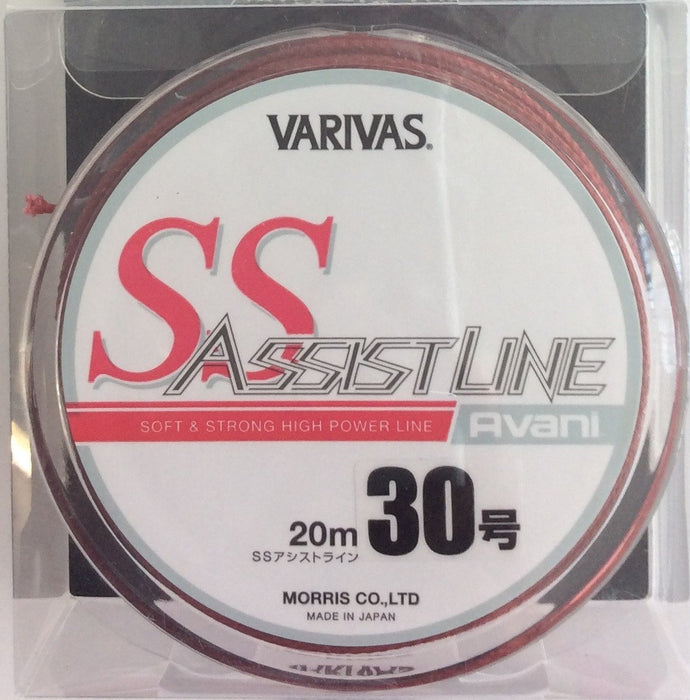 VARIVAS®
SS
ASSIST LINE
SOFT & STRONG HIGH POWER LINE
Avani
20m 30号
SSアシストライン
MORRIS CO.,LTD
MADE IN JAPAN
VARIVAS